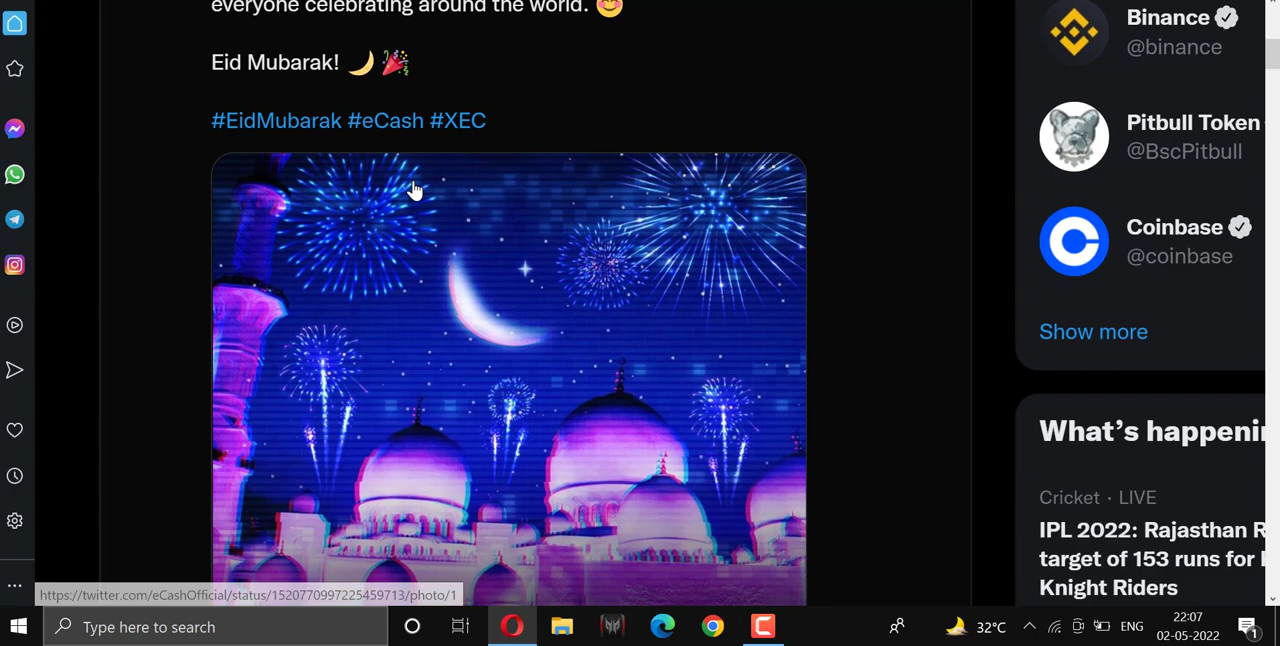 everyone celebrating around the world. 😊
Eid Mubarak! 🌙 🎉
#EidMubarak #eCash #XEC
Binance
@binance
Pitbull Token
@BscPitbull
Coinbase
@coinbase
Show more
What's happenin
Cricket · LIVE
IPL 2022: Rajasthan R
target of 153 runs for
Knight Riders
https://twitter.com/eCashOfficial/status/1520770997225459713/photo/1
Type here to search
32°C
ENG
22:07
02-05-2022
1